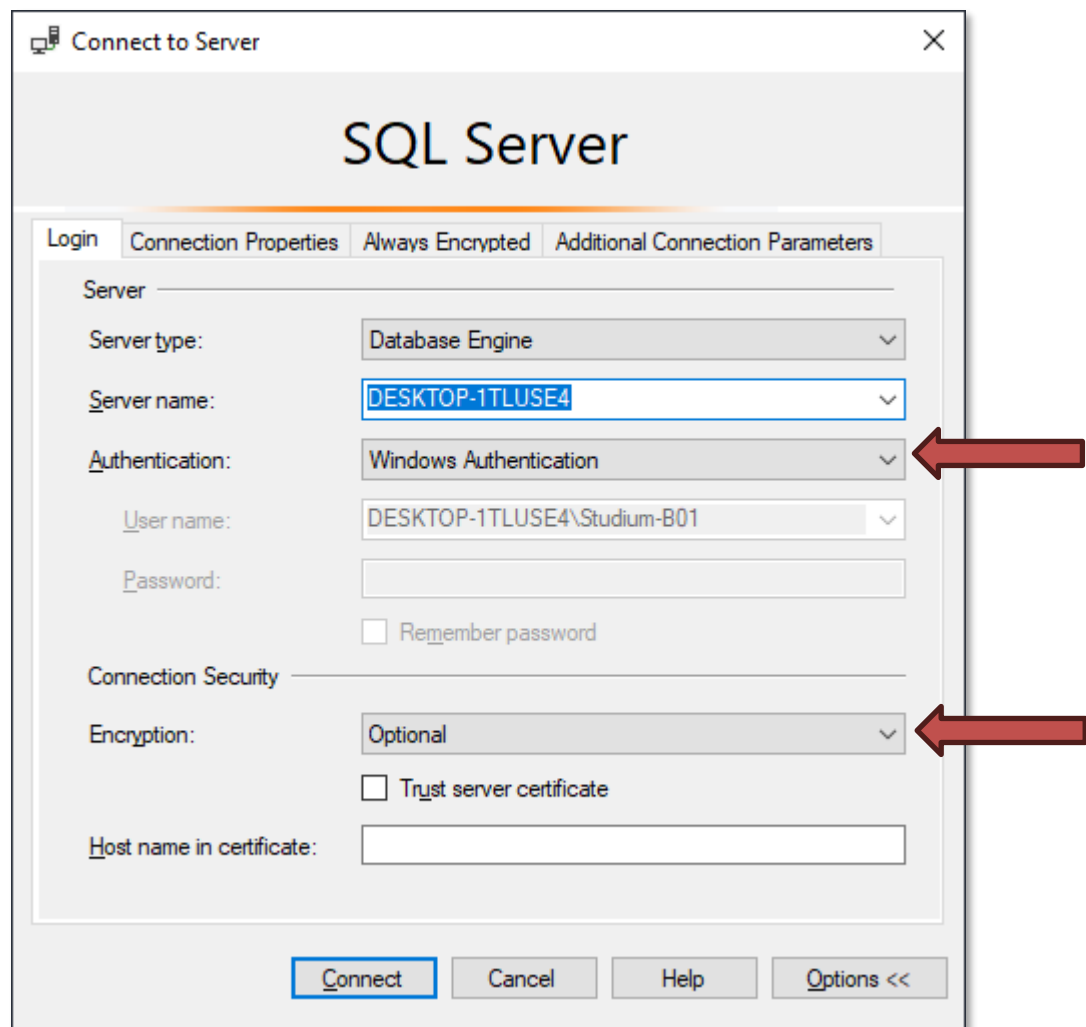 Connect to Server
SQL Server
Login Connection Properties Always Encrypted Additional Connection Parameters
Server
Server type: Database Engine
Server name: DESKTOP-1TLUSE4
Authentication: Windows Authentication
User name: DESKTOP-1TLUSE4\Studium-B01
Password:
Remember password
Connection Security
Encryption: Optional
Trust server certificate
Host name in certificate:
Connect Cancel Help Options <<